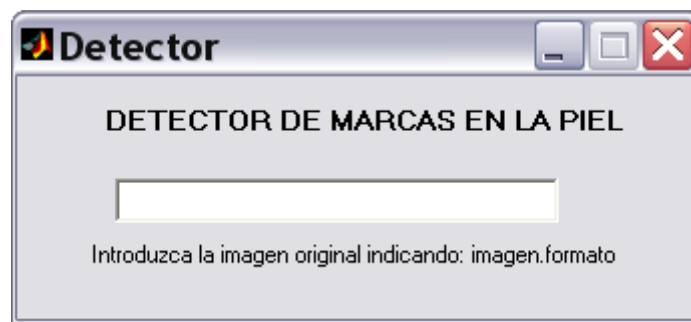 Detector
DETECTOR DE MARCAS EN LA PIEL
Introduzca la imagen original indicando: imagen.formato